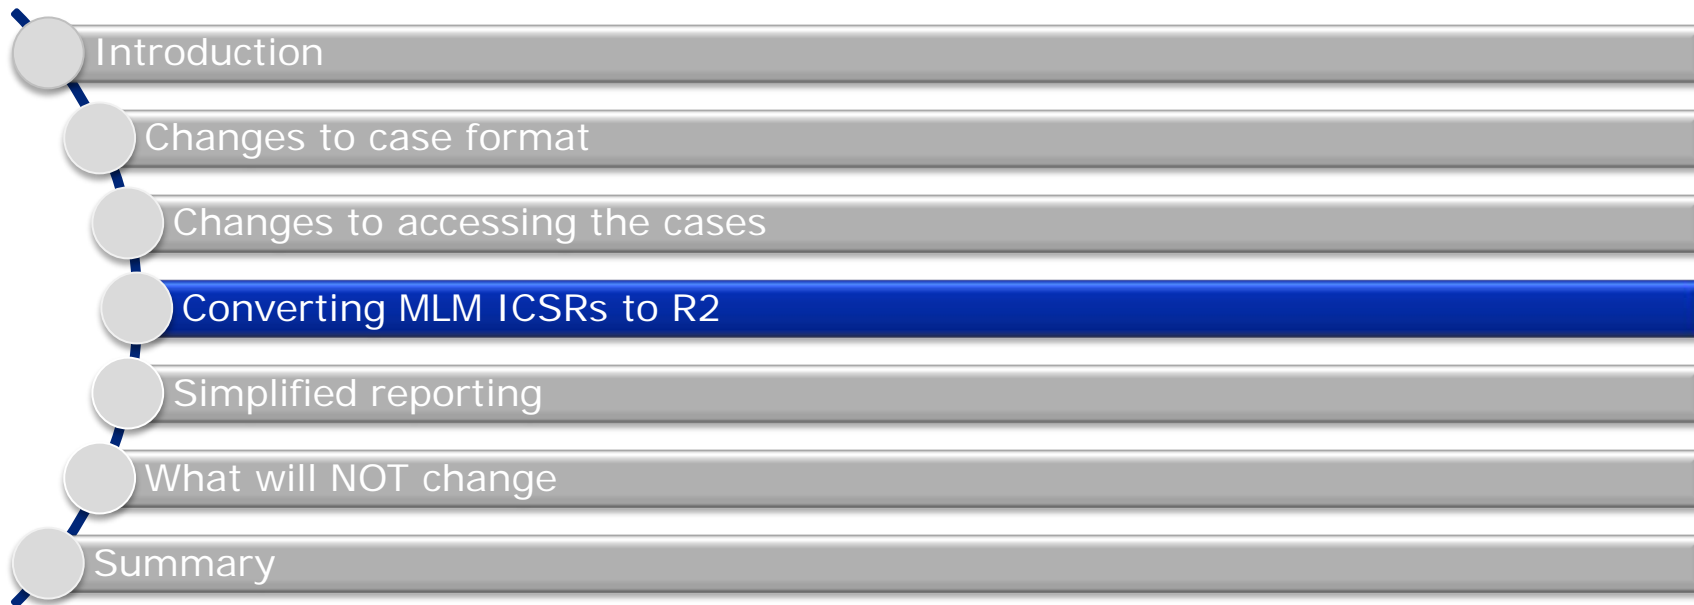 Introduction
Changes to case format
Changes to accessing the cases
Converting MLM ICSRs to R2
Simplified reporting
What will NOT change
Summary